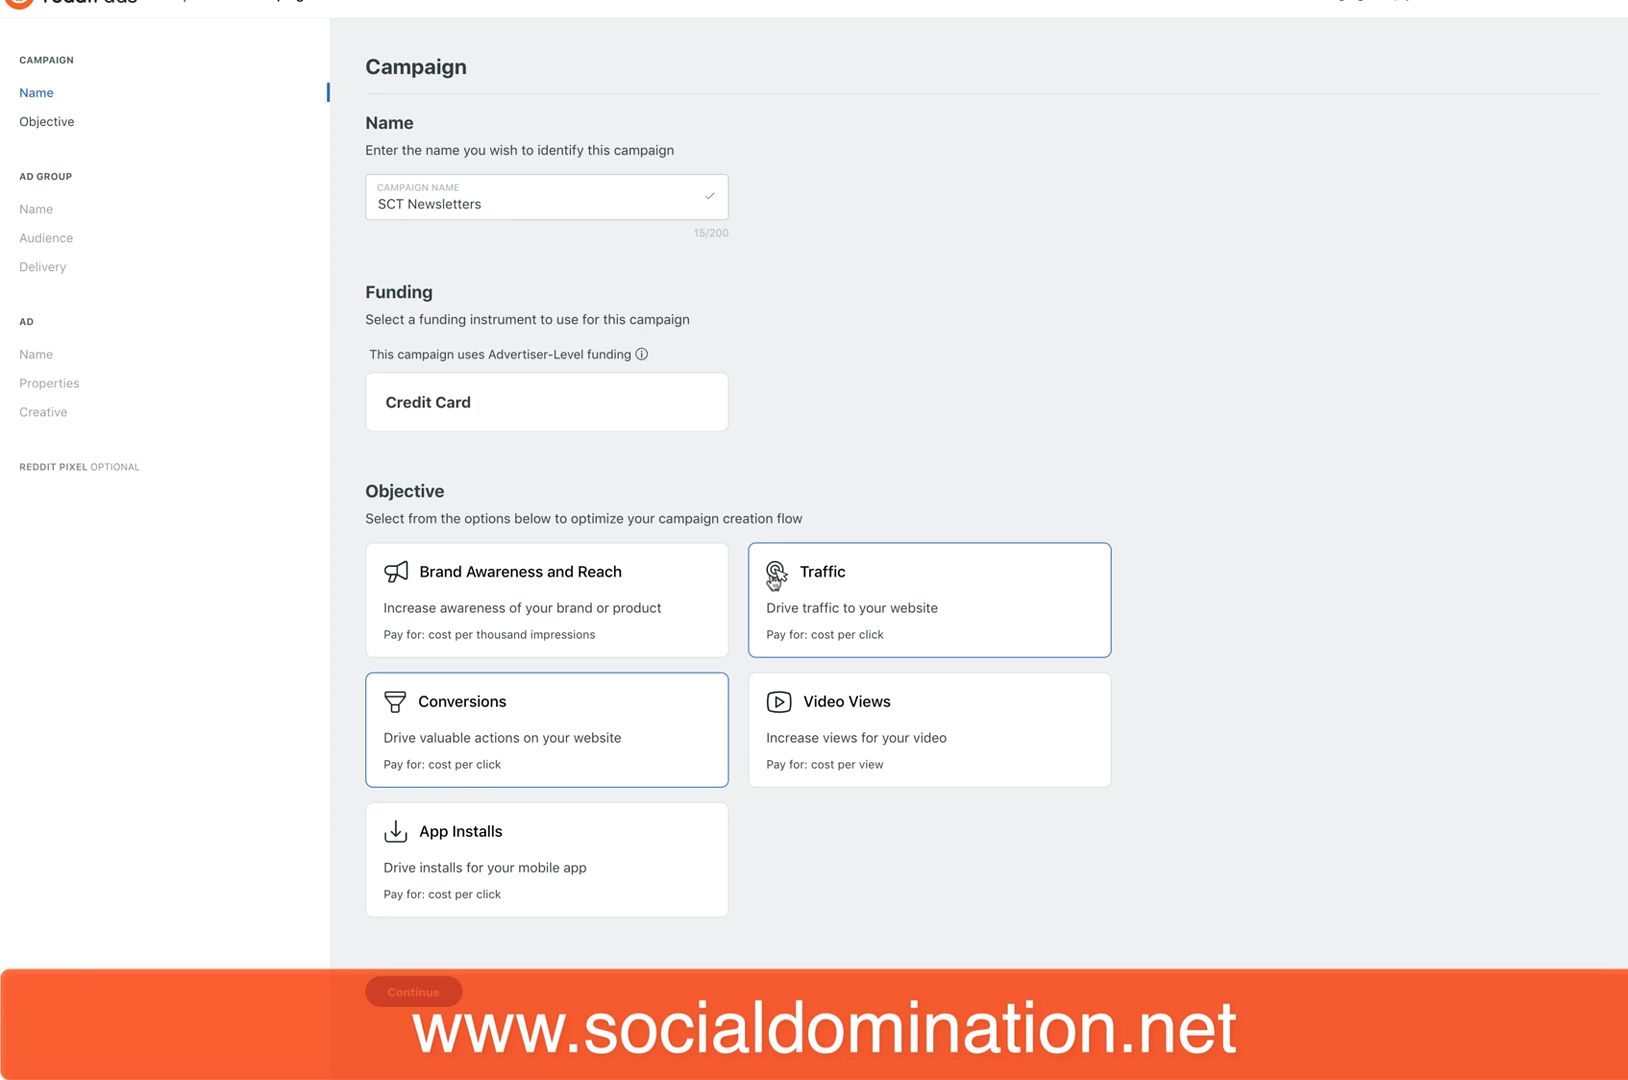 CAMPAIGN
Name
Objective
AD GROUP
Name
Audience
Delivery
AD
Name
Properties
Creative
REDDIT PIXEL OPTIONAL
Campaign
Name
Enter the name you wish to identify this campaign
CAMPAIGN NAME
SCT Newsletters
15/200
Funding
Select a funding instrument to use for this campaign
This campaign uses Advertiser-Level funding
Credit Card
Objective
Select from the options below to optimize your campaign creation flow
Brand Awareness and Reach
Increase awareness of your brand or product
Pay for: cost per thousand impressions
Traffic
Drive traffic to your website
Pay for: cost per click
Conversions
Drive valuable actions on your website
Pay for: cost per click
Video Views
Increase views for your video
Pay for: cost per view
App Installs
Drive installs for your mobile app
Pay for: cost per click
Continue
www.socialdomination.net